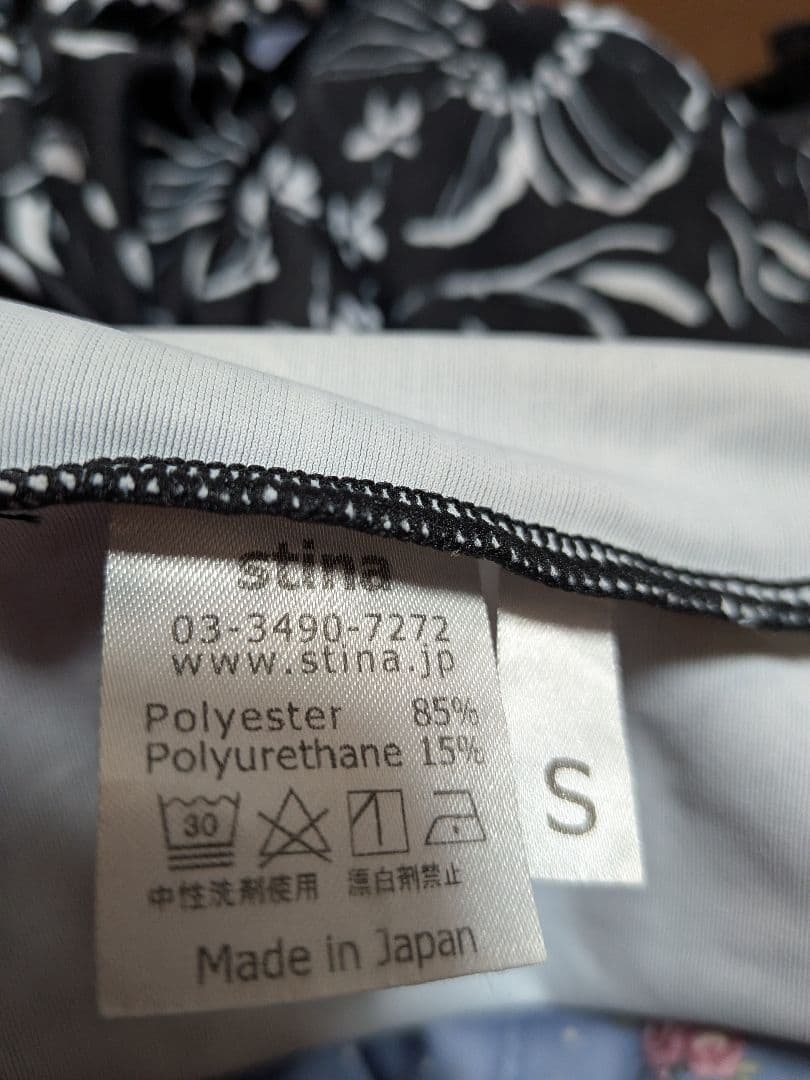 stina
03-3490-7272
www.stina.jp
Polyester 85%
Polyurethane 15%
30
中性洗剤使用 漂白剤禁止
Made in Japan
S